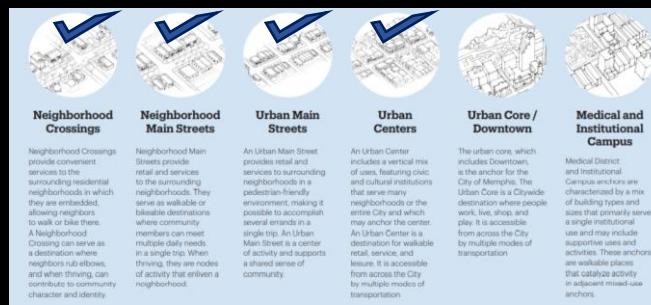 Neighborhood
Crossings
Neighborhood Crossings
provide convenient
services to the
surrounding residential
neighborhoods in which
they are embedded,
allowing neighbors
to walk or bike there.
A Neighborhood
Crossing can serve as
a destination where
neighbors rub elbows,
and when thriving, can
contribute to community
character and identity.
Neighborhood
Main Streets
Neighborhood Main
Streets provide
retail and services
to the surrounding
neighborhoods. They
serve as walkable or
bikeable destinations
where community
members can meet
multiple daily needs
in a single trip. When
thriving, they are nodes
of activity that enliven a
neighborhood.
Urban Main
Streets
An Urban Main Street
provides retail and
services to surrounding
neighborhoods in a
pedestrian-friendly
environment, making it
possible to accomplish
several errands in a
single trip. An Urban
Main Street is a center
of activity and supports
a shared sense of
community.
Urban
Centers
An Urban Center
includes a vertical mix
of uses, featuring civic
and cultural institutions
that serve many
neighborhoods or the
entire City and which
may anchor the center.
An Urban Center is a
destination for walkable
retail, service, and
leisure. It is accessible
from across the City
by multiple modes of
transportation
Urban Core /
Downtown
The urban core, which
includes Downtown,
is the anchor for the
City of Memphis. The
Urban Core is a Citywide
destination where people
work, live, shop, and
play. It is accessible
from across the City
by multiple modes of
transportation
Medical and
Institutional
Campus
Medical District
and Institutional
Campus anchors are
characterized by a mix
of building types and
sizes that primarily serve
a single institutional
use and may include
supportive uses and
activities. These anchors
are walkable places
that catalyze activity
in adjacent mixed-use
anchors.